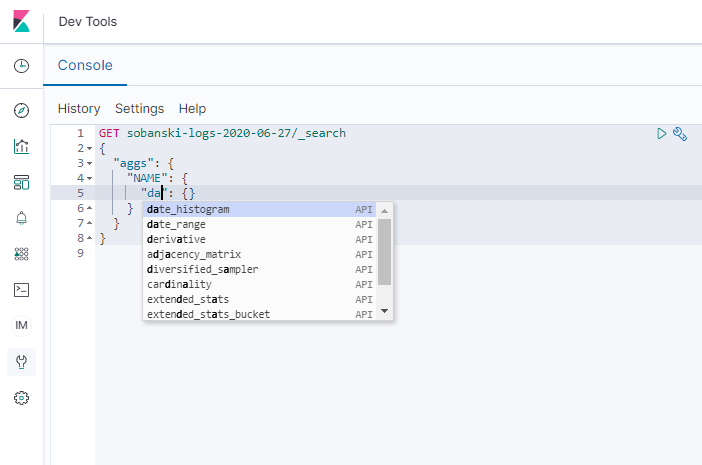 Dev Tools
Console
History Settings Help
1 GET sobanski-logs-2020-06-27/_search
2 {
3 "aggs": {
4 "NAME": {
5 "da": {}
6 }
7 }
8 }
9
date_histogram API
date_range API
derivative API
adjacency_matrix API
diversified_sampler API
cardinality API
extended_stats API
extended_stats_bucket API
IM